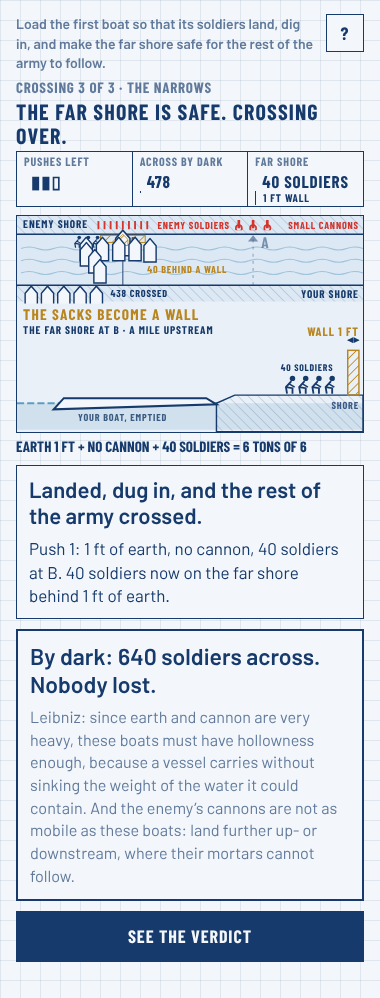 Load the first boat so that its soldiers land, dig
in, and make the far shore safe for the rest of the
army to follow.
?
CROSSING 3 OF 3 · THE NARROWS
THE FAR SHORE IS SAFE. CROSSING
OVER.
PUSHES LEFT
ACROSS BY DARK
478
FAR SHORE
40 SOLDIERS
1 FT WALL
ENEMY SHORE
ENEMY SOLDIERS
SMALL CANNONS
A
40 BEHIND A WALL
438 CROSSED
YOUR SHORE
THE SACKS BECOME A WALL
THE FAR SHORE AT B · A MILE UPSTREAM
WALL 1 FT
40 SOLDIERS
SHORE
YOUR BOAT, EMPTIED
EARTH 1 FT + NO CANNON + 40 SOLDIERS = 6 TONS OF 6
Landed, dug in, and the rest of
the army crossed.
Push 1: 1 ft of earth, no cannon, 40 soldiers
at B. 40 soldiers now on the far shore
behind 1 ft of earth.
By dark: 640 soldiers across.
Nobody lost.
Leibniz: since earth and cannon are very
heavy, these boats must have hollowness
enough, because a vessel carries without
sinking the weight of the water it could
contain. And the enemy’s cannons are not as
mobile as these boats: land further up- or
downstream, where their mortars cannot
follow.
SEE THE VERDICT